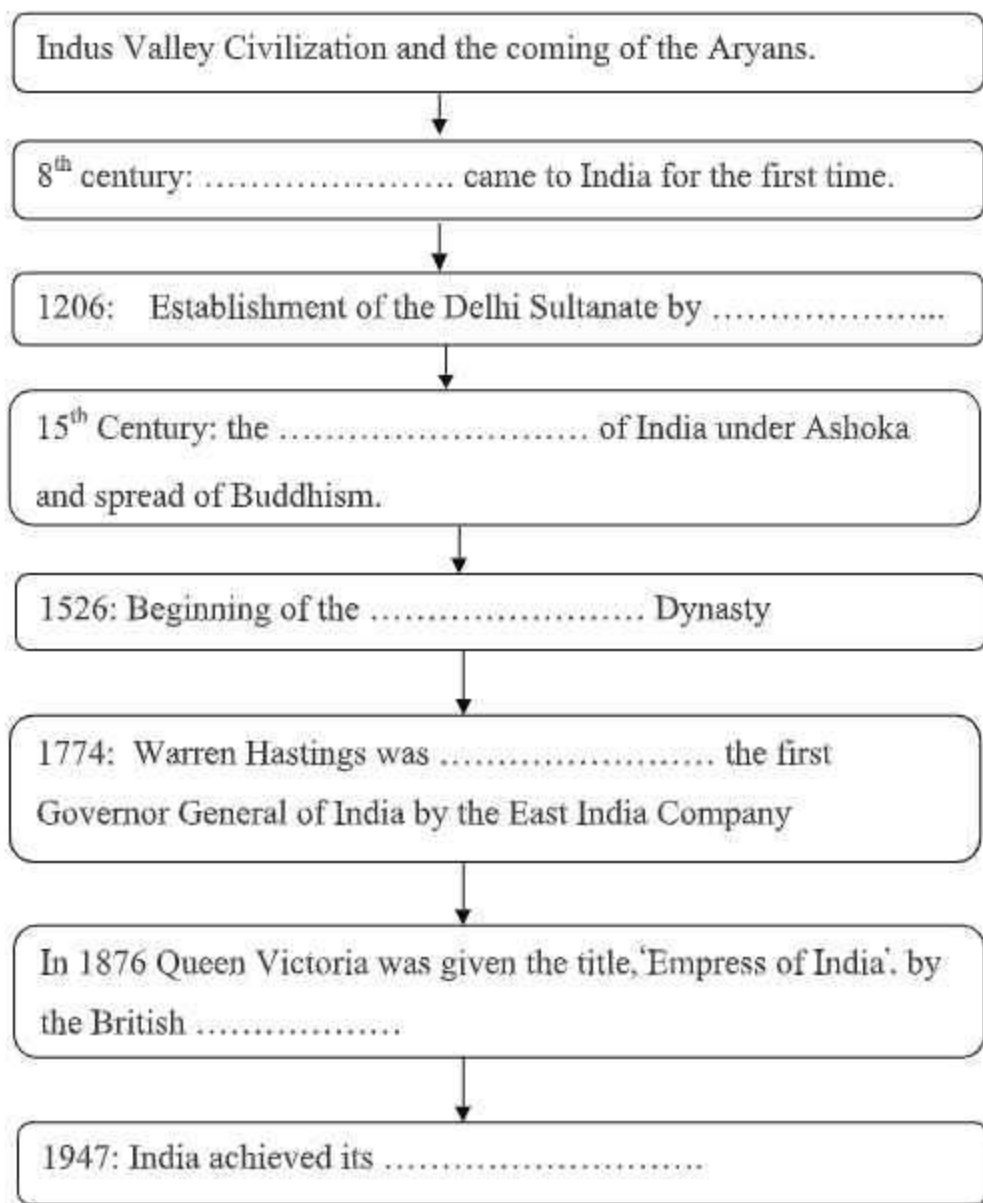 Indus Valley Civilization and the coming of the Aryans.
8th century: ...................... came to India for the first time.
1206: Establishment of the Delhi Sultanate by .....................
15th Century: the ........................... of India under Ashoka
and spread of Buddhism.
1526: Beginning of the ........................ Dynasty
1774: Warren Hastings was ........................ the first
Governor General of India by the East India Company
In 1876 Queen Victoria was given the title,'Empress of India'. by
the British ..................
1947: India achieved its ............................